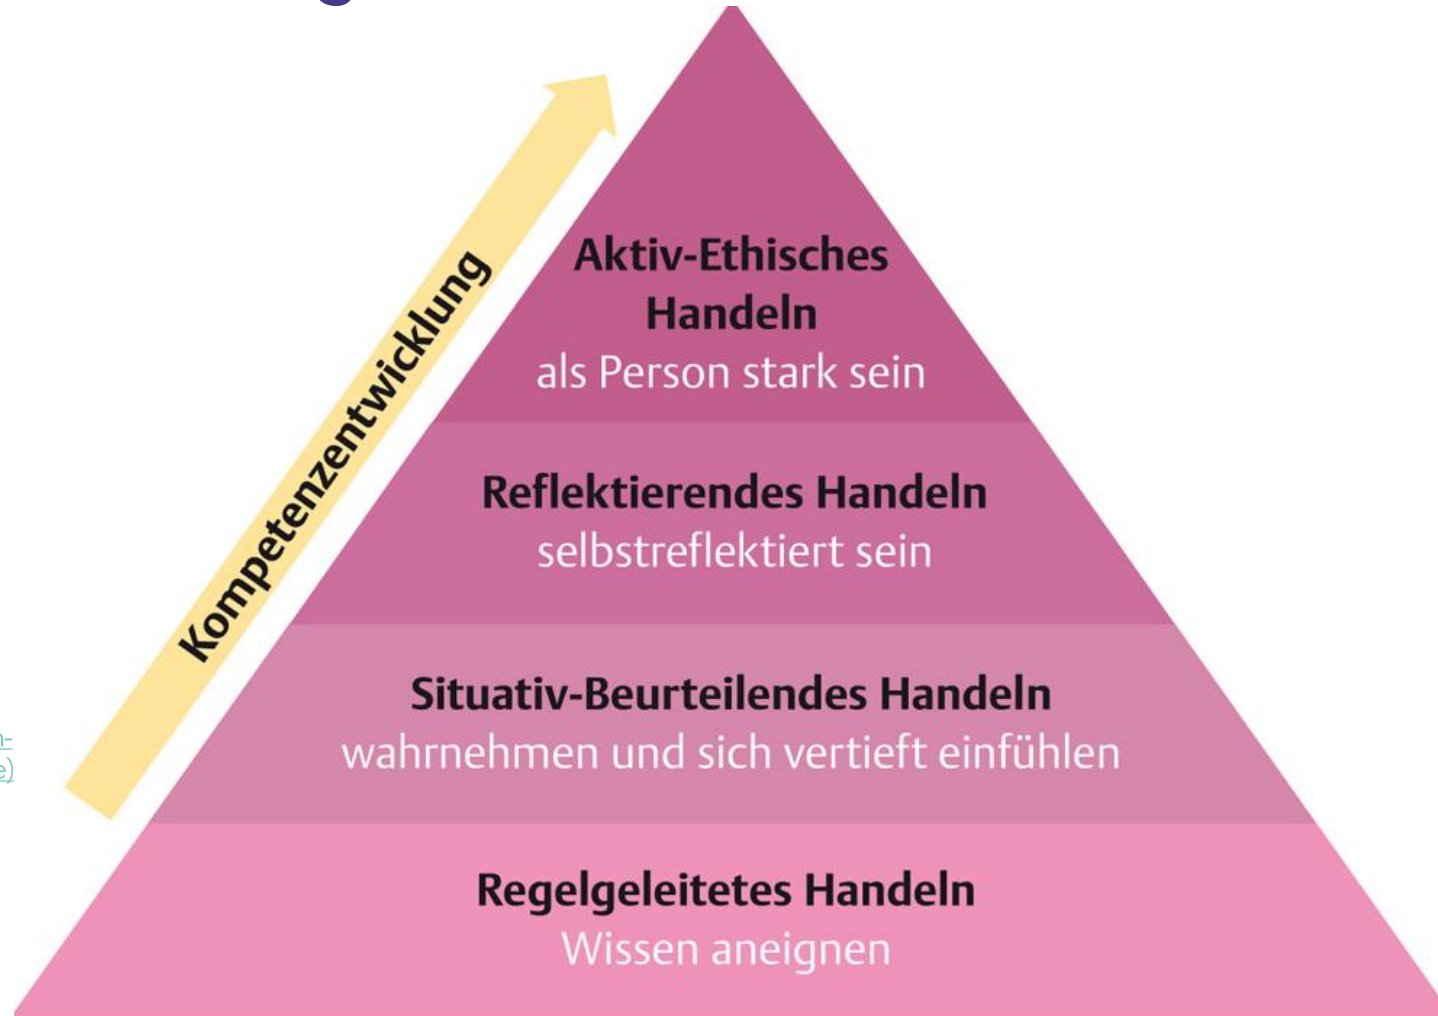 Aktiv-Ethisches
Handeln
als Person stark sein
Kompetenzentwicklung
Reflektierendes Handeln
selbstreflektiert sein
Situativ-Beurteilendes Handeln
wahrnehmen und sich vertieft einfühlen
Regelgeleitetes Handeln
Wissen aneignen